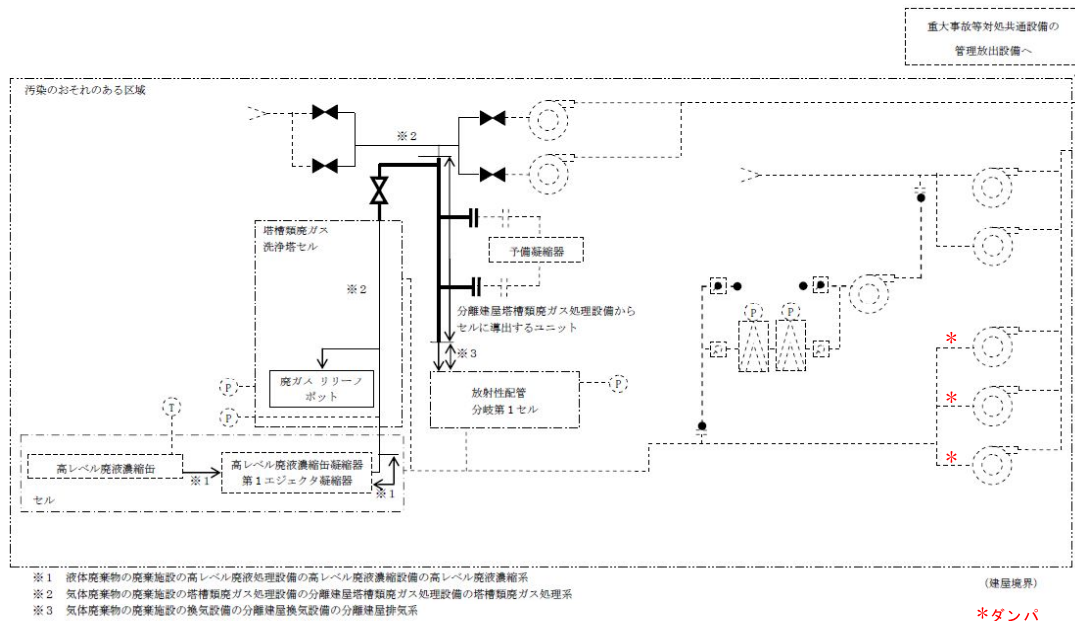 重大事故等対処共通設備の
管理放出設備へ
汚染のおそれのある区域
※2
塔槽類廃ガス
洗浄塔セル
予備凝縮器
※2
分離建屋塔槽類廃ガス処理設備から
セルに導出するユニット
※3
P
P
*
廃ガス リリーフ
ポット
放射性配管
分岐第1セル
P
P
P
T
*
高レベル廃液濃縮缶
※1
高レベル廃液濃縮缶凝縮器
第1エジェクタ凝縮器
※1
*
セル
※1 液体廃棄物の廃棄施設の高レベル廃液処理設備の高レベル廃液濃縮設備の高レベル廃液濃縮系
※2 気体廃棄物の廃棄施設の塔槽類廃ガス処理設備の分離建屋塔槽類廃ガス処理設備の塔槽類廃ガス処理系
※3 気体廃棄物の廃棄施設の換気設備の分離建屋換気設備の分離建屋排気系
(建屋境界)
*ダンパ